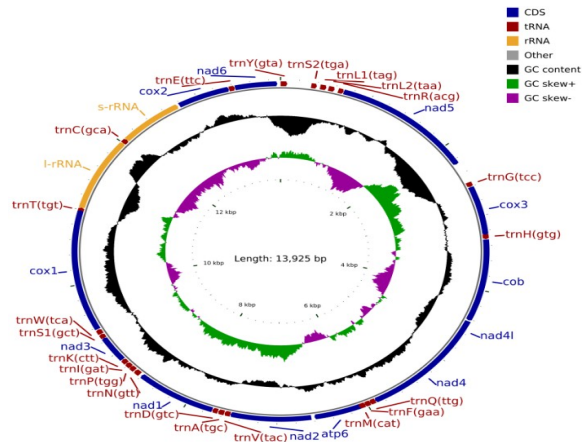 CDS
tRNA
rRNA
Other
GC content
GC skew+
GC skew-
trnY(gta)
trnS2(tga)
trnL1(tag)
trnL2(taa)
trnR(acg)
nad5
trnG(tcc)
cox3
trnH(gtg)
cob
nad4l
nad4
trnQ(ttg)
trnF(gaa)
trnM(cat)
atp6
nad2
trnV(tac)
trnA(tgc)
trnD(gtc)
nad1
trnN(gtt)
trnP(tgg)
trnI(gat)
trnK(ctt)
nad3
trnS1(gct)
trnW(tca)
cox1
trnT(tgt)
l-rRNA
trnC(gca)
s-rRNA
cox2
trnE(ttc)
nad6
2 kbp
4 kbp
6 kbp
8 kbp
10 kbp
12 kbp
Length: 13,925 bp